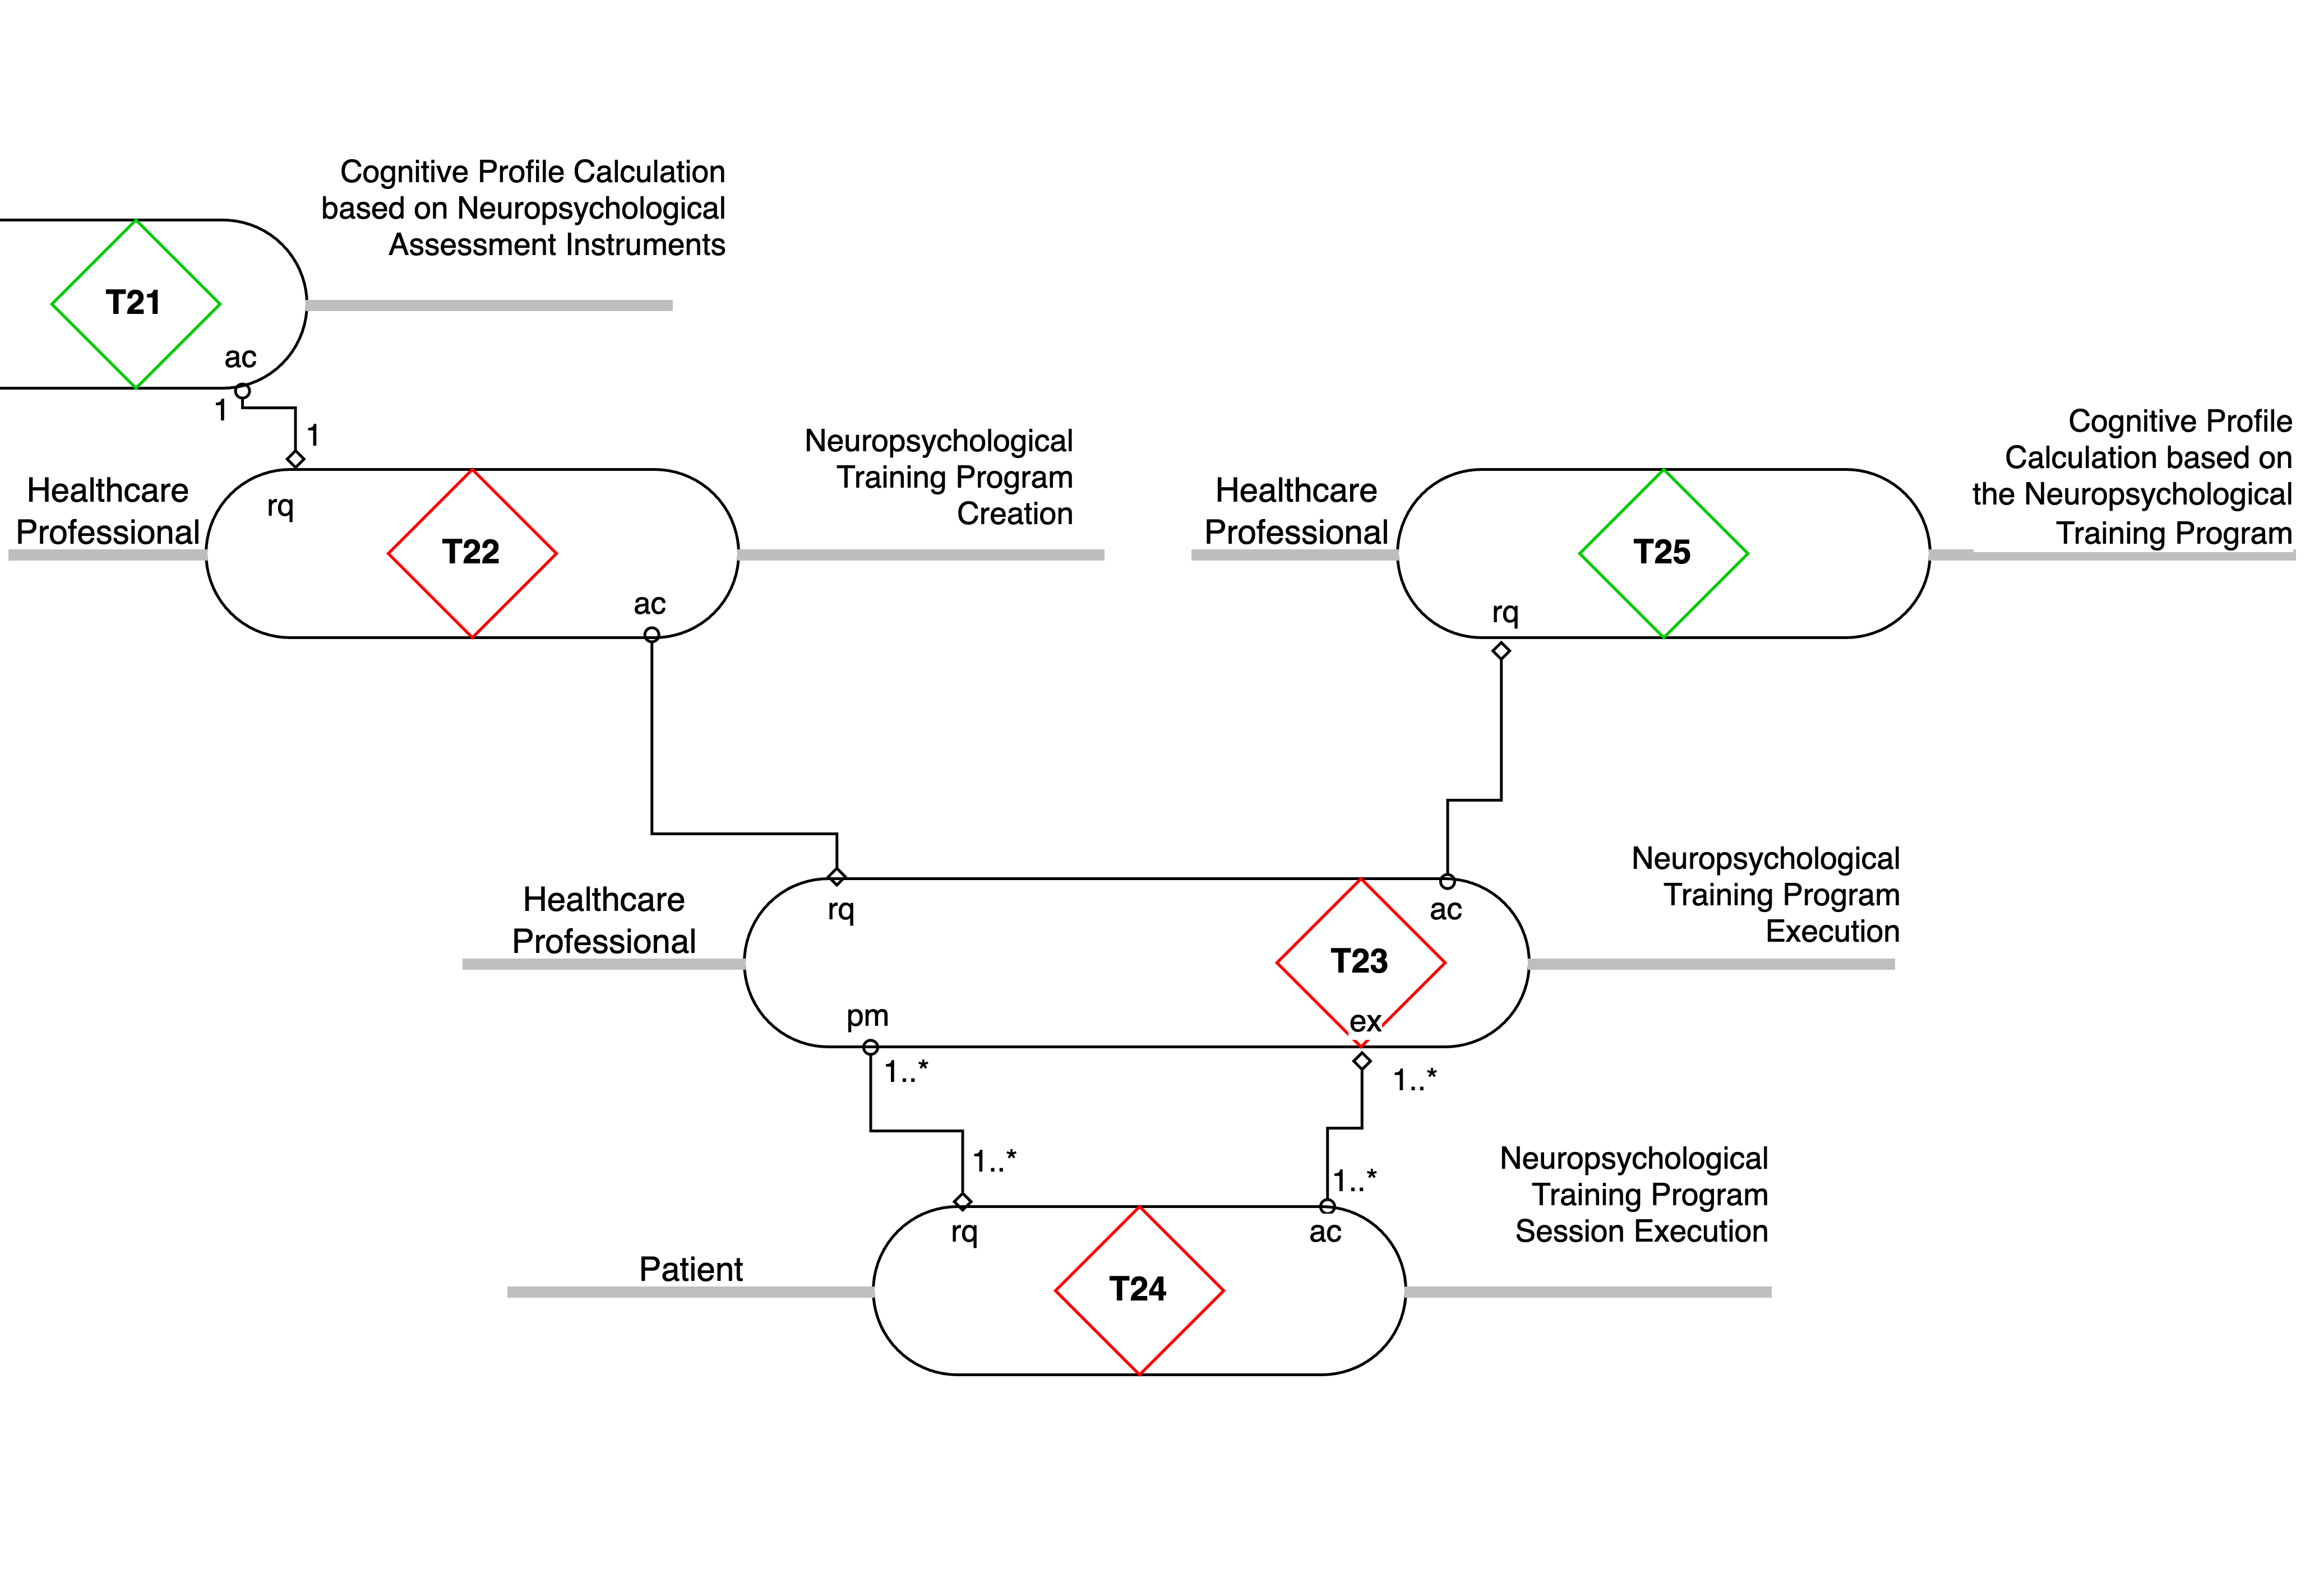 Cognitive Profile Calculation
based on Neuropsychological
Assessment Instruments
T21
ac
1
1
Healthcare
Professional
rq
T22
ac
Neuropsychological
Training Program
Creation
Healthcare
Professional
T25
rq
Cognitive Profile
Calculation based on
the Neuropsychological
Training Program
Healthcare
Professional
rq
ac
T23
pm
ex
Neuropsychological
Training Program
Execution
1..*
1..*
1..*
1..*
Patient
rq
ac
T24
Neuropsychological
Training Program
Session Execution